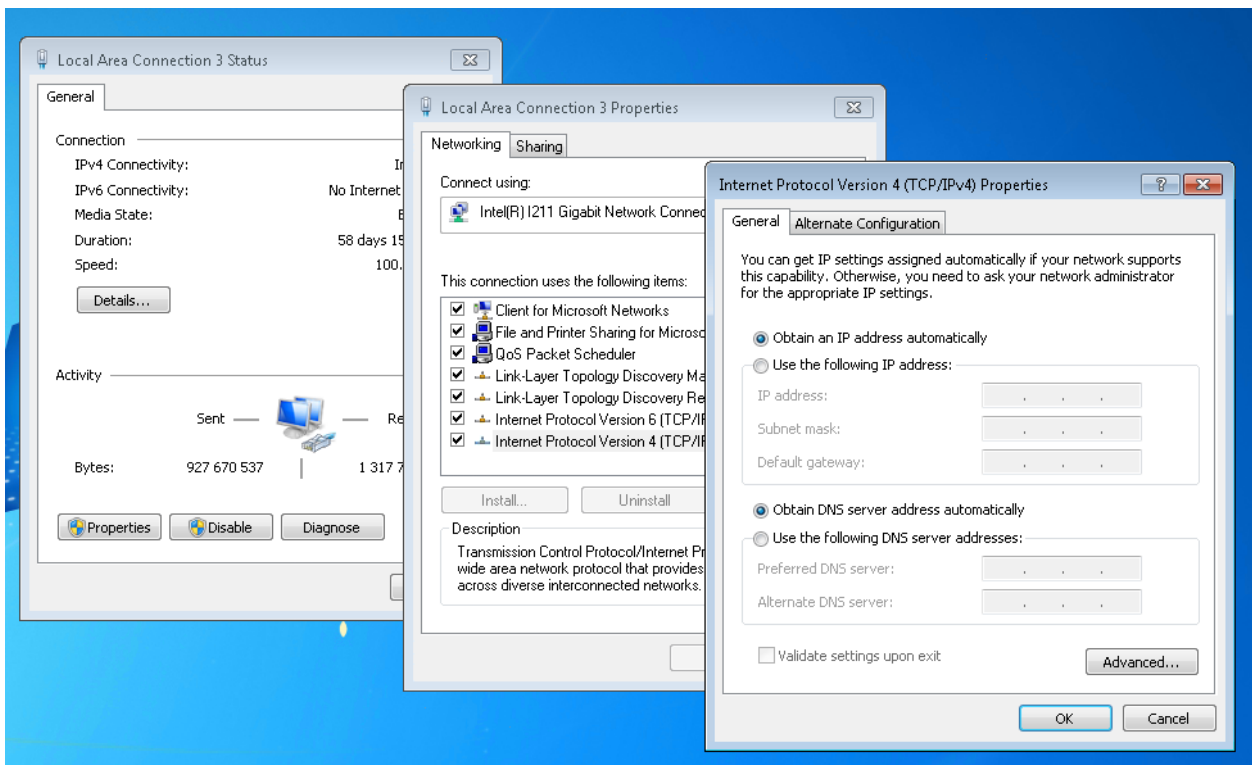 Local Area Connection 3 Status
General
Connection
IPv4 Connectivity:
IPv6 Connectivity: No Internet
Media State:
Duration: 58 days 15
Speed: 100.
Details...
Activity
Sent
Bytes: 927 670 537 1 317 7
Properties Disable Diagnose
Local Area Connection 3 Properties
Networking Sharing
Connect using:
Intel(R) I211 Gigabit Network Connec
This connection uses the following items:
Client for Microsoft Networks
File and Printer Sharing for Microso
QoS Packet Scheduler
Link-Layer Topology Discovery Ma
Link-Layer Topology Discovery Re
Internet Protocol Version 6 (TCP/IP
Internet Protocol Version 4 (TCP/IP
Install... Uninstall
Description
Transmission Control Protocol/Internet Pr
wide area network protocol that provides
across diverse interconnected networks.
Internet Protocol Version 4 (TCP/IPv4) Properties
General Alternate Configuration
You can get IP settings assigned automatically if your network supports
this capability. Otherwise, you need to ask your network administrator
for the appropriate IP settings.
Obtain an IP address automatically
Use the following IP address:
IP address: . . .
Subnet mask: . . .
Default gateway: . . .
Obtain DNS server address automatically
Use the following DNS server addresses:
Preferred DNS server: . . .
Alternate DNS server: . . .
Validate settings upon exit
Advanced...
OK Cancel